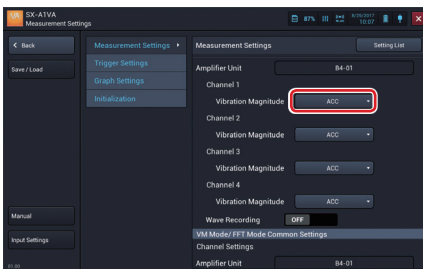 VA SX-A1VA
Measurement Settings
87%
8/25/2017
10:07
Back
Save / Load
Manual
Input Settings
Measurement Settings
Trigger Settings
Graph Settings
Initialization
Measurement Settings Setting List
Amplifier Unit B4-01
Channel 1
Vibration Magnitude ACC
Channel 2
Vibration Magnitude ACC
Channel 3
Vibration Magnitude ACC
Channel 4
Vibration Magnitude ACC
Wave Recording OFF
VM Mode/ FFT Mode Common Settings
Channel Settings
Amplifier Unit B4-01